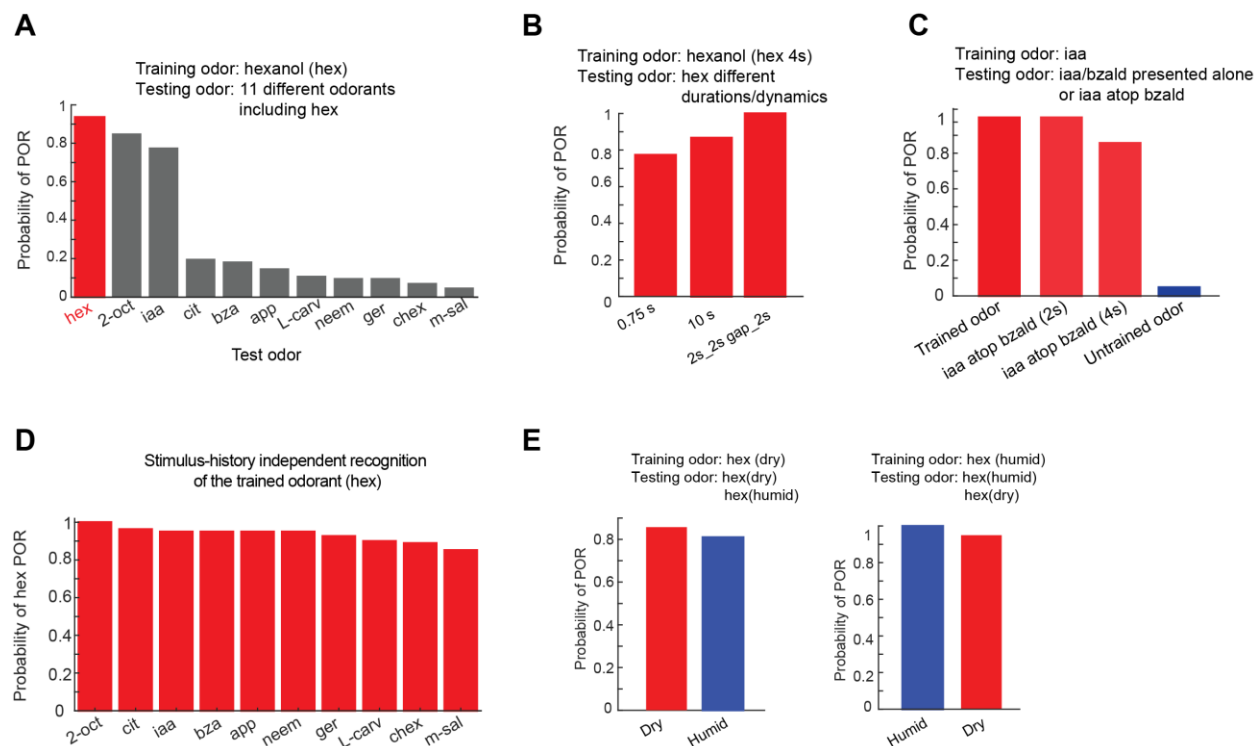 A
Training odor: hexanol (hex)
Testing odor: 11 different odorants
including hex
Probability of POR
1
0.8
0.6
0.4
0.2
0
hex
2-oct
iaa
cit
bza
app
L-carv
neem
ger
chex
m-sal
Test odor
B
Training odor: hexanol (hex 4s)
Testing odor: hex different
durations/dynamics
Probability of POR
1
0.8
0.6
0.4
0.2
0
0.75 s
10 s
2s_2s gap_2s
C
Training odor: iaa
Testing odor: iaa/bzald presented alone
or iaa atop bzald
Probability of POR
1
0.8
0.6
0.4
0.2
0
Trained odor
iaa atop bzald (2s)
iaa atop bzald (4s)
Untrained odor
D
Stimulus-history independent recognition
of the trained odorant (hex)
Probability of hex POR
1
0.8
0.6
0.4
0.2
0
2-oct
cit
iaa
bza
app
neem
ger
L-carv
chex
m-sal
E
Training odor: hex (dry)
Testing odor: hex(dry)
hex(humid)
Probability of POR
1
0.8
0.6
0.4
0.2
0
Dry
Humid
Training odor: hex (humid)
Testing odor: hex(humid)
hex(dry)
Probability of POR
1
0.8
0.6
0.4
0.2
0
Humid
Dry